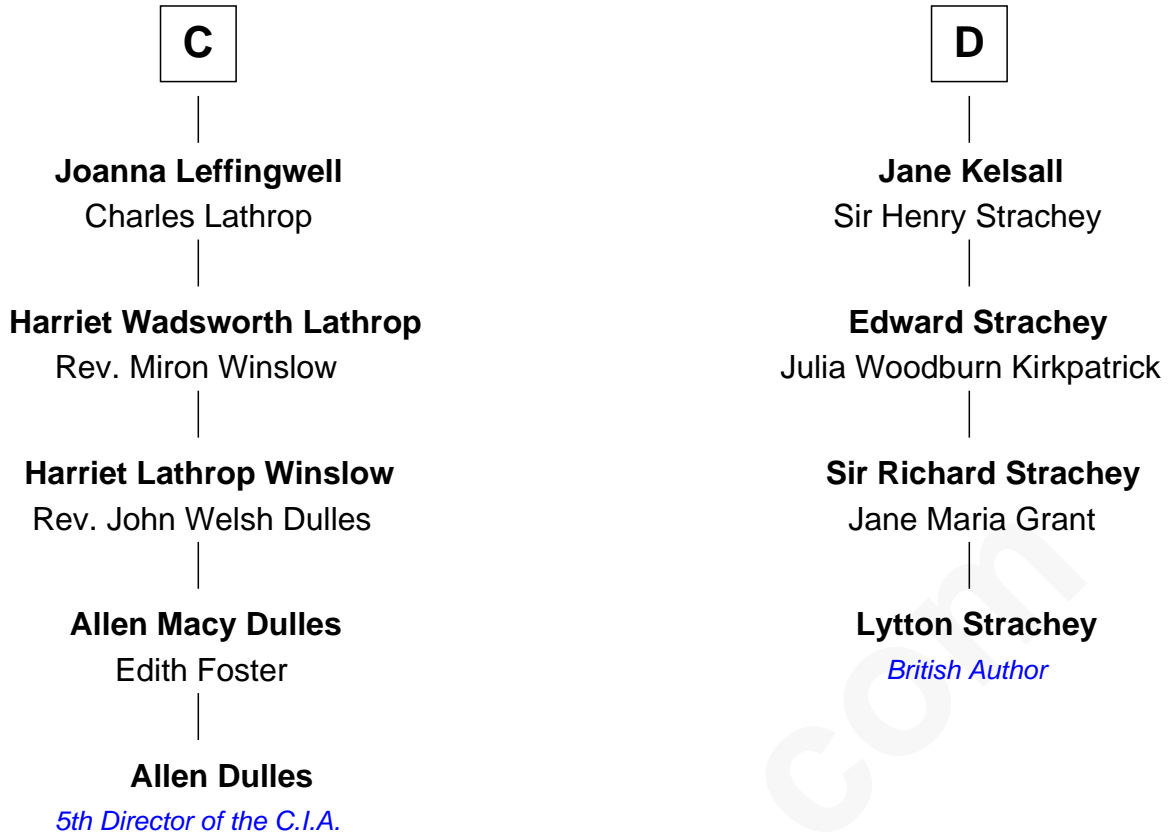 C
Joanna Leffingwell
Charles Lathrop
Harriet Wadsworth Lathrop
Rev. Miron Winslow
Harriet Lathrop Winslow
Rev. John Welsh Dulles
Allen Macy Dulles
Edith Foster
Allen Dulles
5th Director of the C.I.A.
D
Jane Kelsall
Sir Henry Strachey
Edward Strachey
Julia Woodburn Kirkpatrick
Sir Richard Strachey
Jane Maria Grant
Lytton Strachey
British Author
com